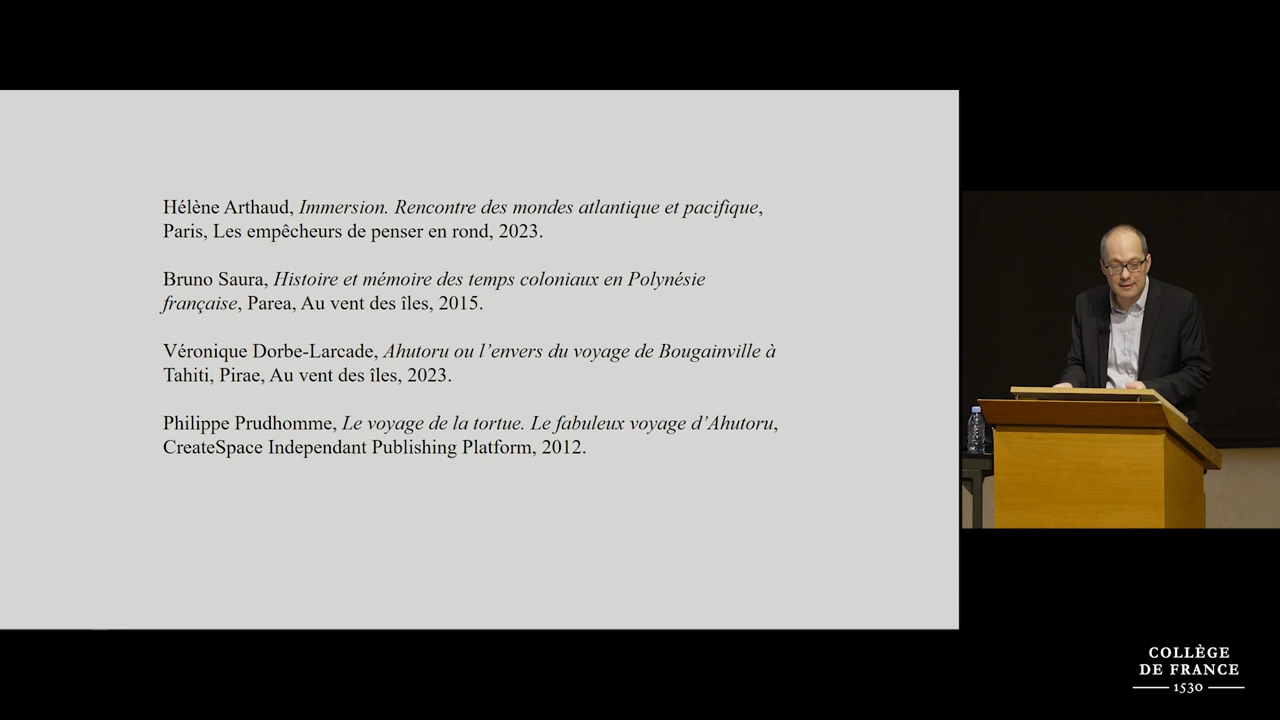 Hélène Arthaud, Immersion. Rencontre des mondes atlantique et pacifique,
Paris, Les empêcheurs de penser en rond, 2023.
Bruno Saura, Histoire et mémoire des temps coloniaux en Polynésie
française, Parea, Au vent des îles, 2015.
Véronique Dorbe-Larcade, Ahutoru ou l’envers du voyage de Bougainville à
Tahiti, Pirae, Au vent des îles, 2023.
Philippe Prudhomme, Le voyage de la tortue. Le fabuleux voyage d’Ahutoru,
CreateSpace Independant Publishing Platform, 2012.
COLLÈGE
DE FRANCE
1530